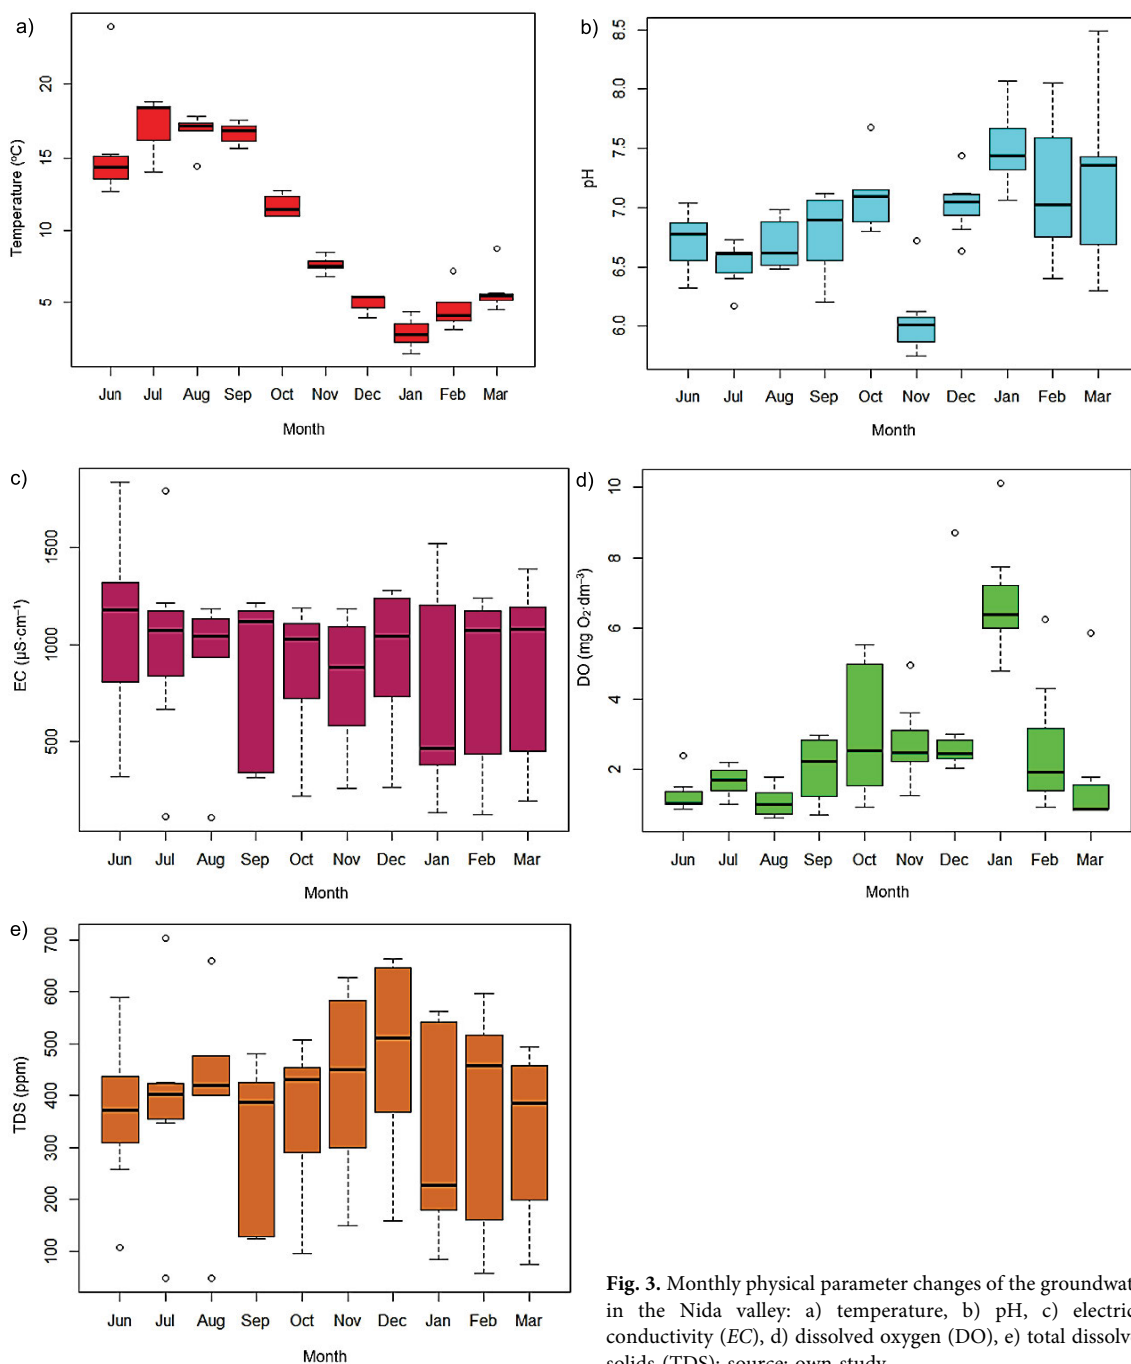 a)
Temperature (°C)
20
15
10
5
Jun Jul Aug Sep Oct Nov Dec Jan Feb Mar
Month
b)
pH
8.5
8.0
7.5
7.0
6.5
6.0
Jun Jul Aug Sep Oct Nov Dec Jan Feb Mar
Month
c)
EC (µS·cm⁻¹)
1500
1000
500
Jun Jul Aug Sep Oct Nov Dec Jan Feb Mar
Month
d)
DO (mg O₂·dm⁻³)
10
8
6
4
2
Jun Jul Aug Sep Oct Nov Dec Jan Feb Mar
Month
e)
TDS (ppm)
700
600
500
400
300
200
100
Jun Jul Aug Sep Oct Nov Dec Jan Feb Mar
Month
Fig. 3. Monthly physical parameter changes of the groundwat
in the Nida valley: a) temperature, b) pH, c) electric
conductivity (EC), d) dissolved oxygen (DO), e) total dissolv
solids (TDS); source: own study